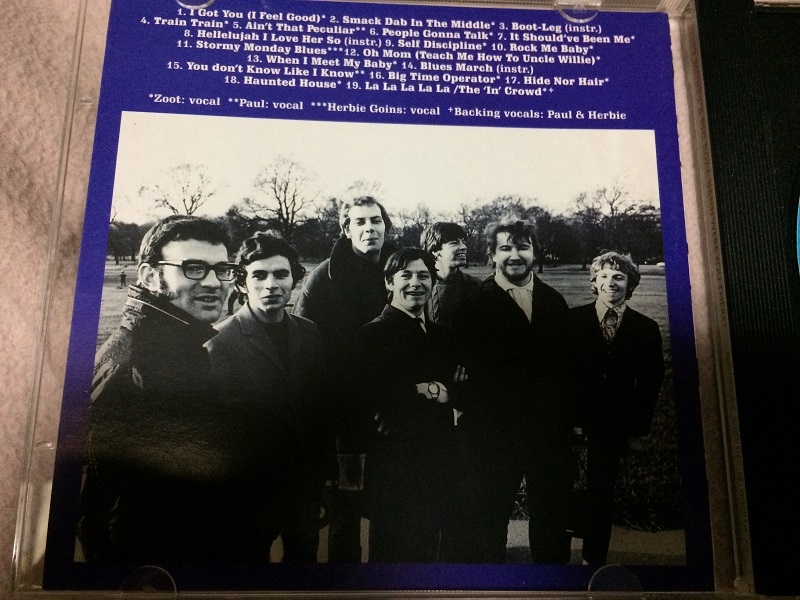 1. I Got You (I Feel Good)* 2. Smack Dab In The Middle* 3. Boot-Leg (instr.)
4. Train Train* 5. Ain't That Peculiar** 6. People Gonna Talk* 7. It Should've Been Me*
8. Hellelujah I Love Her So (instr.) 9. Self Discipline* 10. Rock Me Baby*
11. Stormy Monday Blues***12. Oh Mom (Teach Me How To Uncle Willie)*
13. When I Meet My Baby* 14. Blues March (instr.)
15. You don't Know Like I Know** 16. Big Time Operator* 17. Hide Nor Hair*
18. Haunted House* 19. La La La La La /The 'In' Crowd*+
*Zoot: vocal **Paul: vocal ***Herbie Goins: vocal +Backing vocals: Paul & Herbie